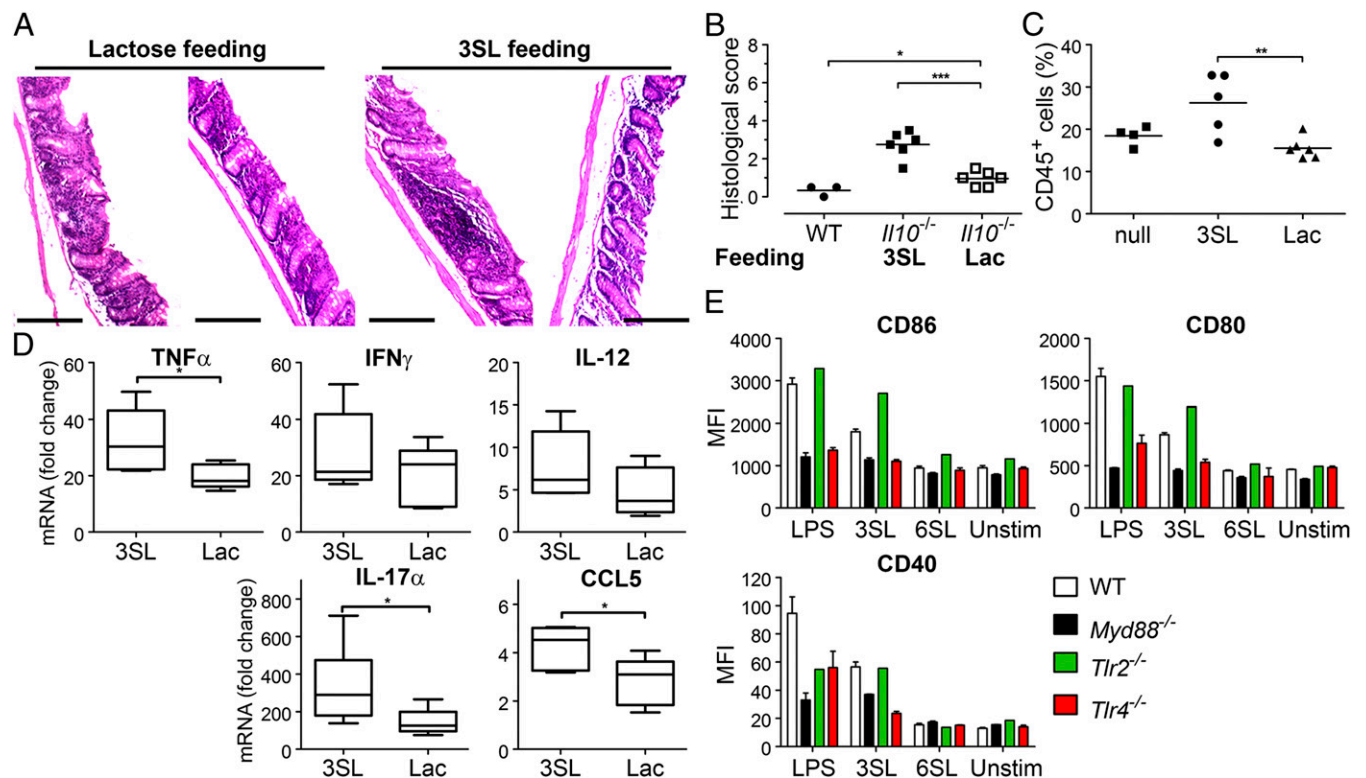 A
Lactose feeding
3SL feeding
B
Histological score
8
6
4
2
0
*
***
WT Il10-/- Il10-/-
Feeding 3SL Lac
C
CD45+ cells (%)
40
30
20
10
0
**
null 3SL Lac
D
TNFα
mRNA (fold change)
60
40
20
0
*
3SL Lac
IFNγ
60
40
20
0
3SL Lac
IL-12
20
15
10
5
0
3SL Lac
IL-17α
mRNA (fold change)
800
600
400
200
0
*
3SL Lac
CCL5
6
4
2
0
*
3SL Lac
E
CD86
MFI
4000
3000
2000
1000
0
LPS 3SL 6SL Unstim
CD80
2000
1500
1000
500
0
LPS 3SL 6SL Unstim
CD40
MFI
120
100
80
60
40
20
0
LPS 3SL 6SL Unstim
WT
Myd88-/-
Tlr2-/-
Tlr4-/-